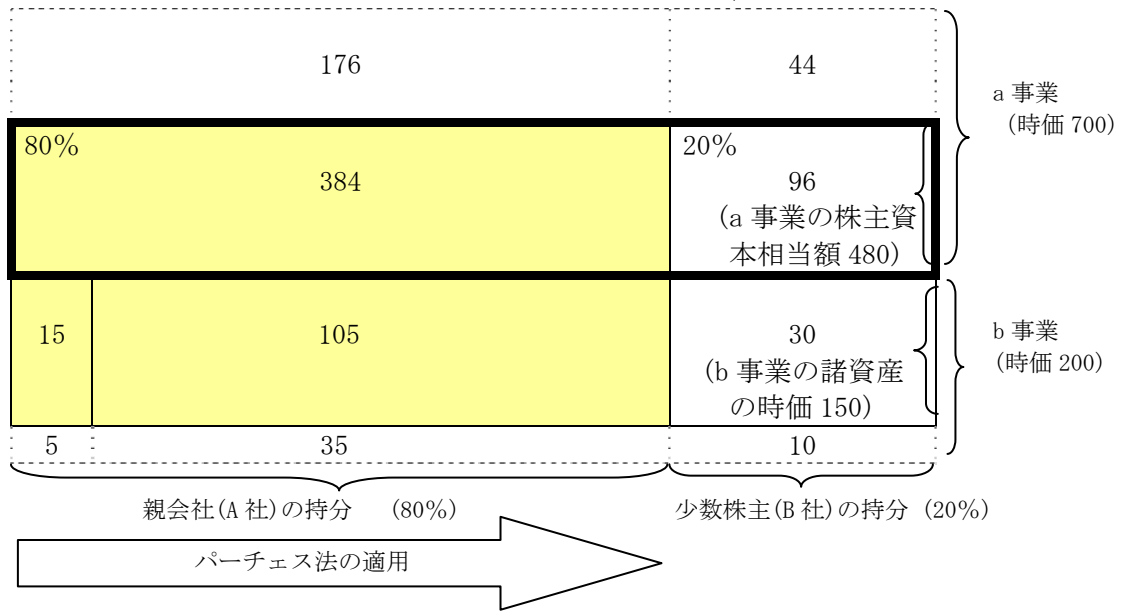 176
44
a 事業
(時価 700)
80%
384
20%
96
(a 事業の株主資
本相当額 480)
15
105
30
(b 事業の諸資産
の時価 150)
b 事業
(時価 200)
5
35
10
親会社(A 社)の持分 (80%)
少数株主(B 社)の持分 (20%)
パーチェス法の適用